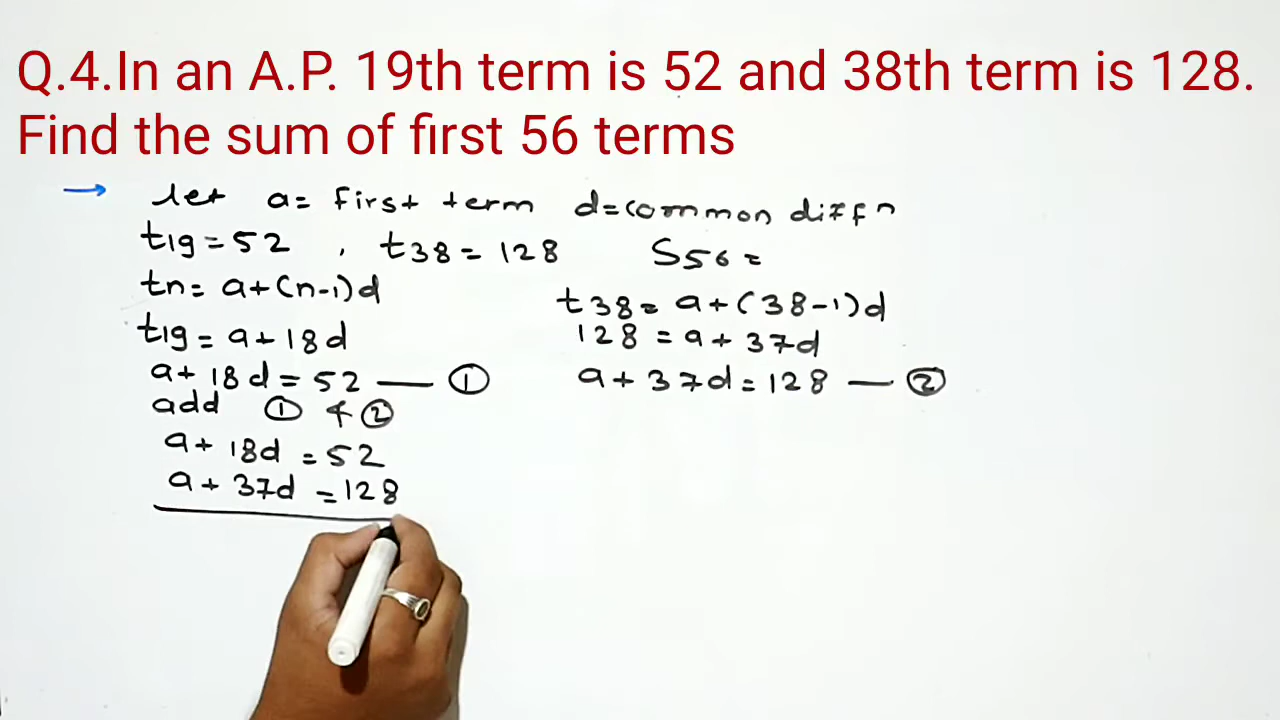 Q.4.In an A.P. 19th term is 52 and 38th term is 128.
Find the sum of first 56 terms
→ let a= first term d=common diffn
t19=52 , t38=128 S56=
tn= a+(n-1)d
t38= a+(38-1)d
t19= a+18d
128 = a+37d
a+18d=52 — ①
a+37d=128 — ②
add ① & ②
a+18d =52
a+37d =128